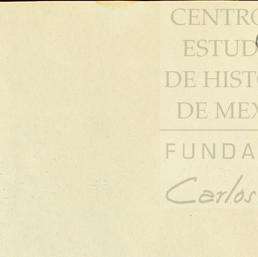 CENTRO
ESTUD
DE HISTO
DE MEX
FUNDA
Carlos